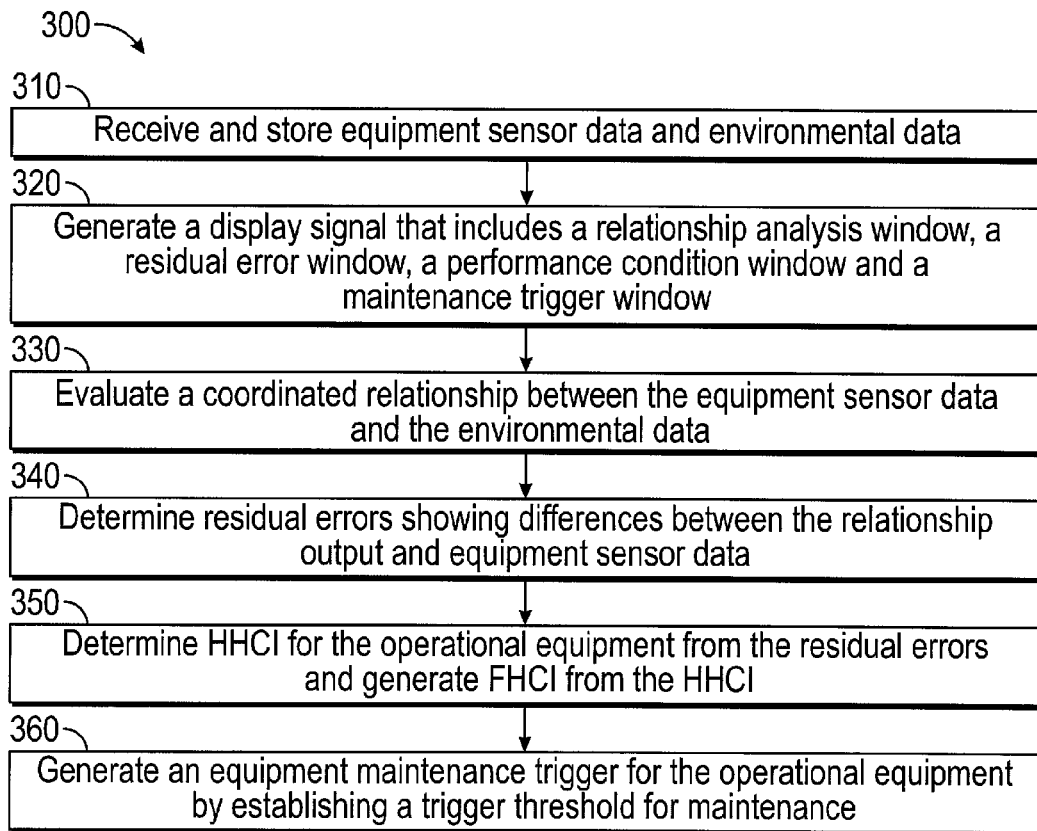 300
310
Receive and store equipment sensor data and environmental data
320
Generate a display signal that includes a relationship analysis window, a
residual error window, a performance condition window and a
maintenance trigger window
330
Evaluate a coordinated relationship between the equipment sensor data
and the environmental data
340
Determine residual errors showing differences between the relationship
output and equipment sensor data
350
Determine HHCI for the operational equipment from the residual errors
and generate FHCI from the HHCI
360
Generate an equipment maintenance trigger for the operational equipment
by establishing a trigger threshold for maintenance